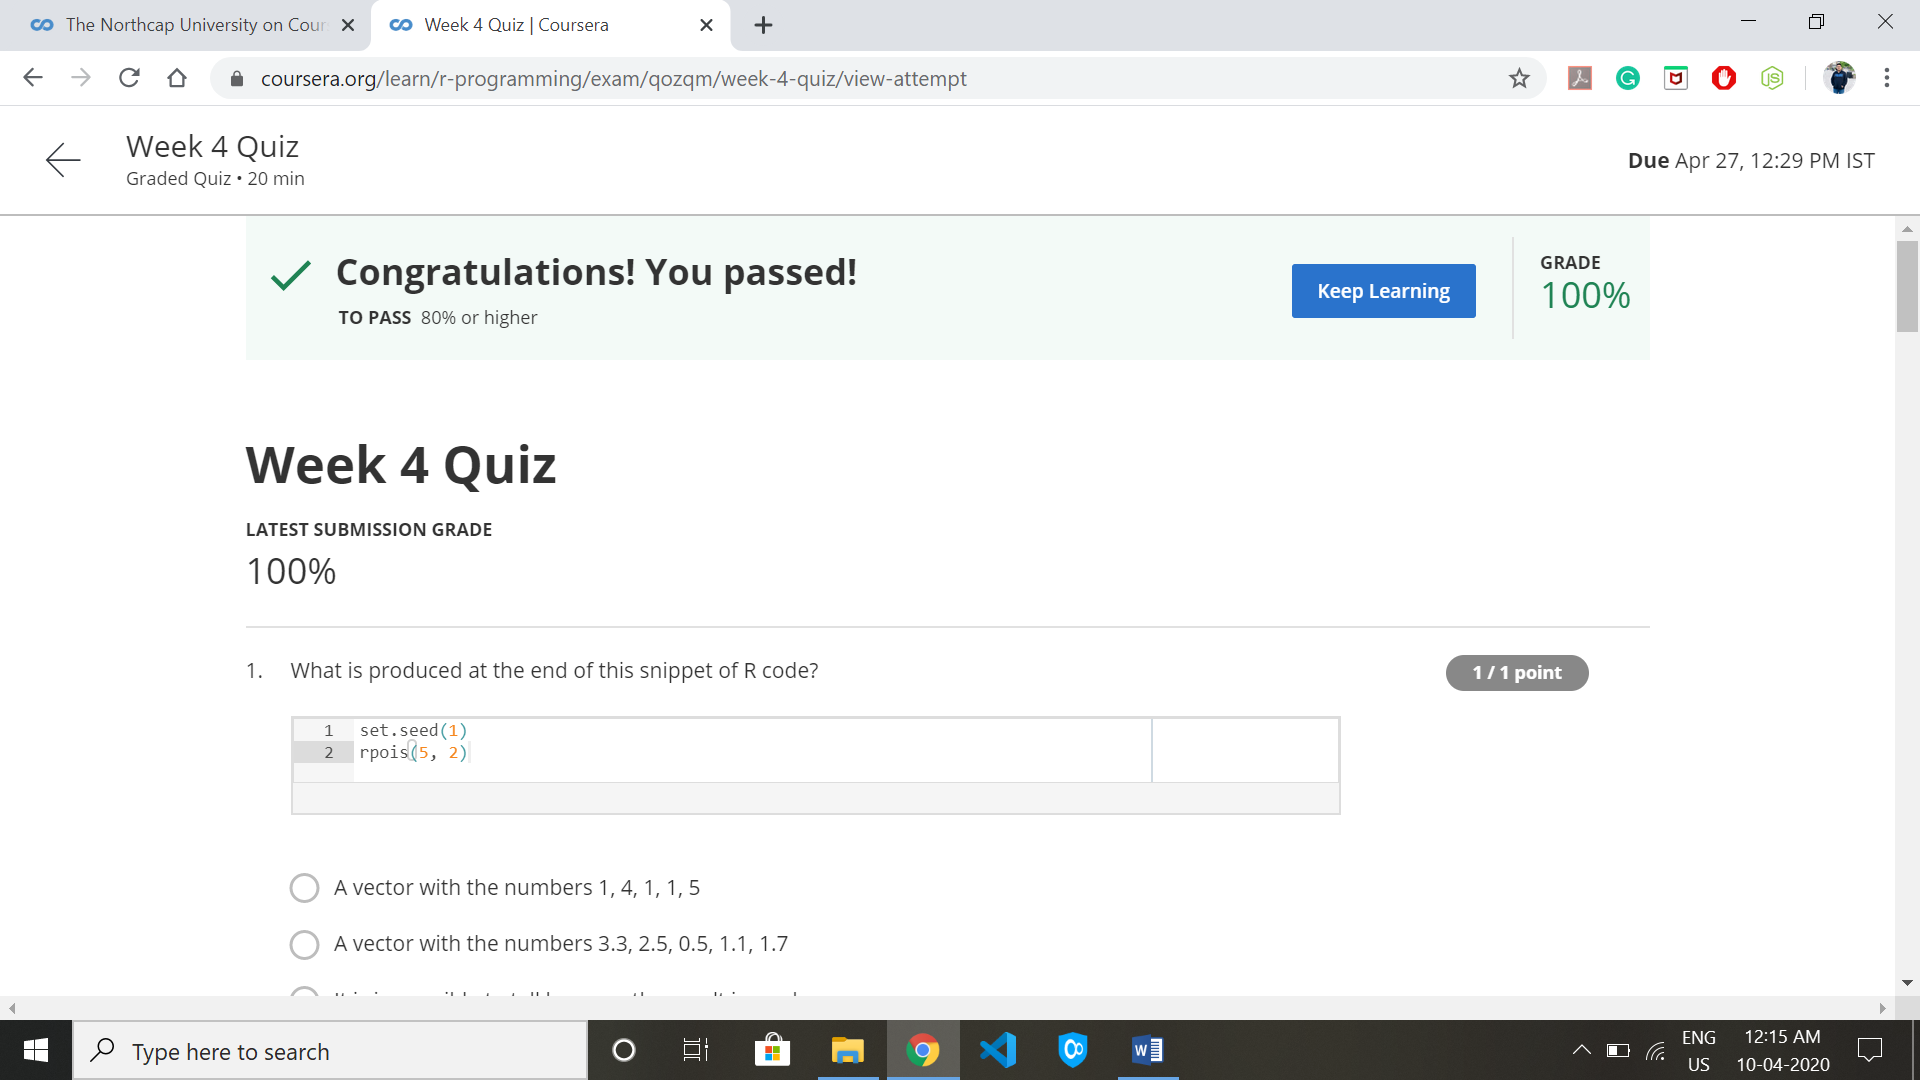 The Northcap University on Cour
Week 4 Quiz | Coursera
coursera.org/learn/r-programming/exam/qozqm/week-4-quiz/view-attempt
Week 4 Quiz
Graded Quiz • 20 min
Due Apr 27, 12:29 PM IST
Congratulations! You passed!
TO PASS 80% or higher
Keep Learning
GRADE
100%
Week 4 Quiz
LATEST SUBMISSION GRADE
100%
1. What is produced at the end of this snippet of R code?
1 / 1 point
1 set.seed(1)
2 rpois(5, 2)
A vector with the numbers 1, 4, 1, 1, 5
A vector with the numbers 3.3, 2.5, 0.5, 1.1, 1.7
Type here to search
ENG
US
12:15 AM
10-04-2020